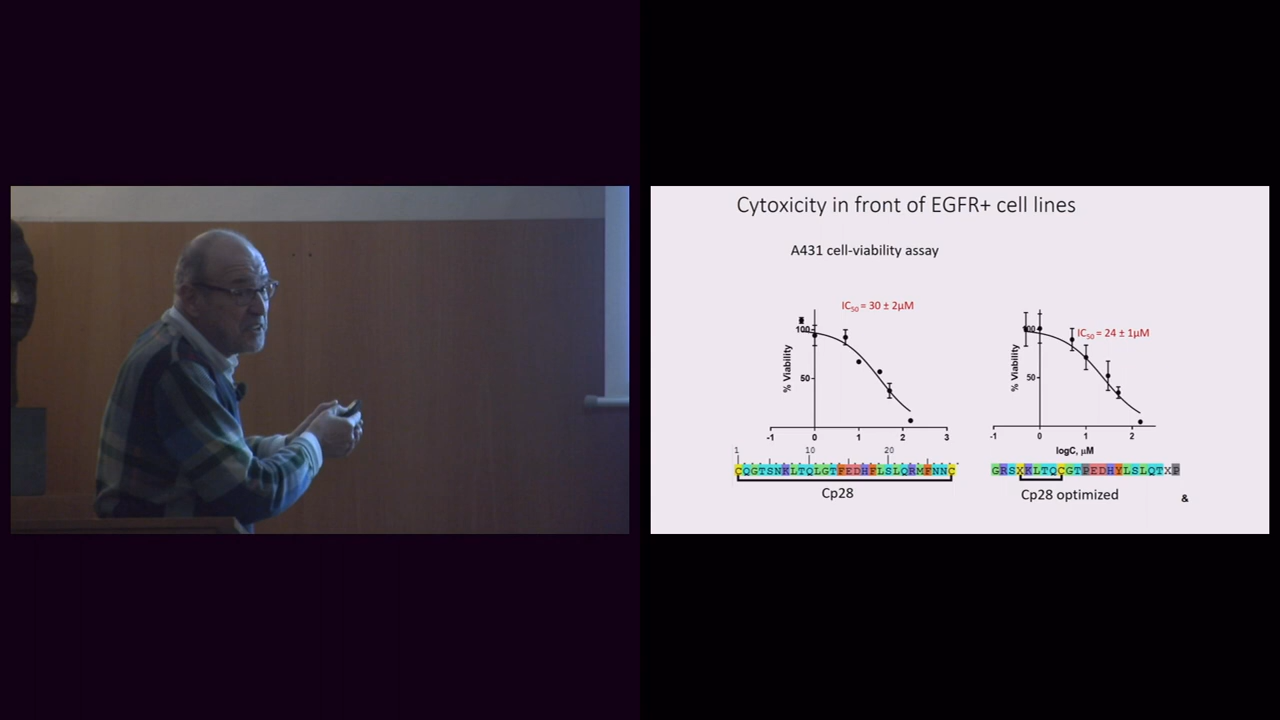 Cytoxicity in front of EGFR+ cell lines
A431 cell-viability assay
IC50 = 30 ± 2µM
100
50
% Viability
-1 0 1 2 3
1 10 20
CQGTSNKLTQLGTFEDHFLSLQRMFNNC
Cp28
IC50 = 24 ± 1µM
100
50
% Viability
-1 0 1 2
logC, µM
GRSXKLTQCGTPEDHYLSLQTXP
Cp28 optimized
&